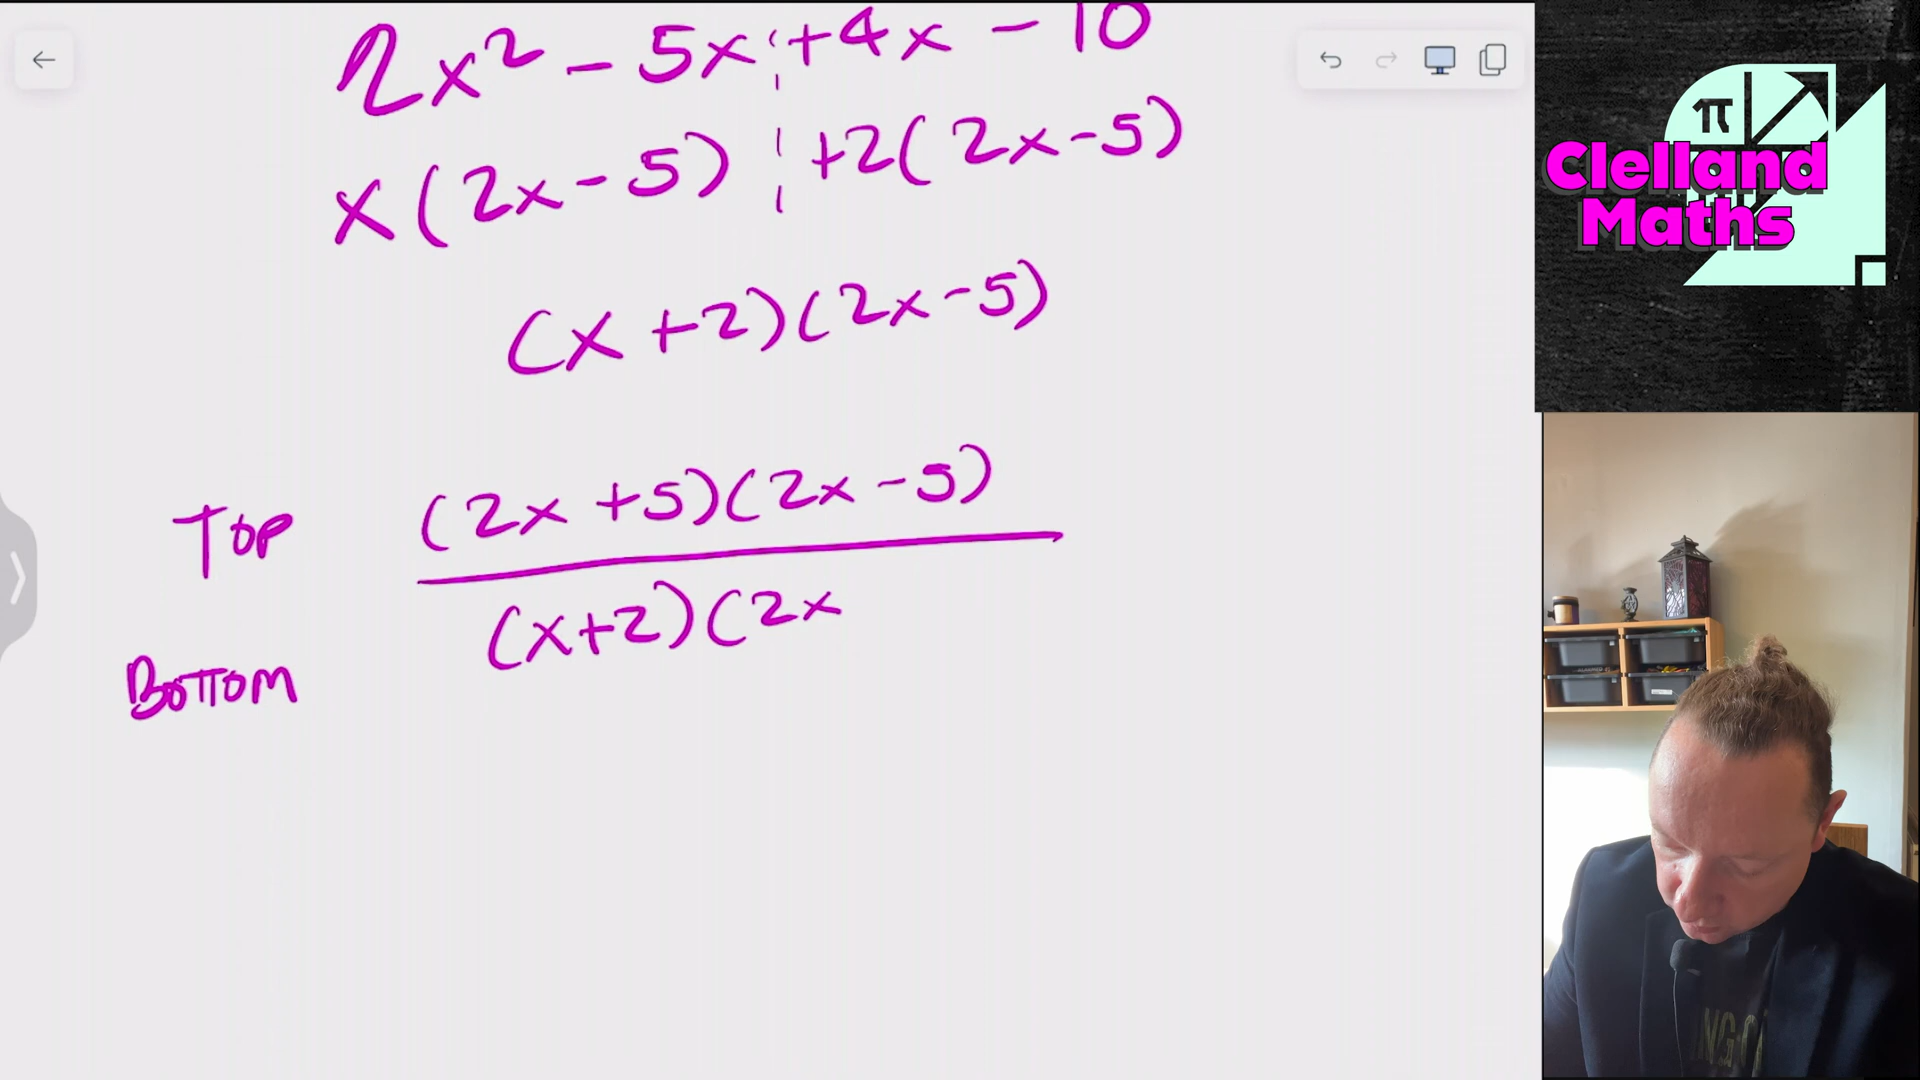 2x² - 5x + 4x - 10
x(2x-5) +2(2x-5)
(x+2)(2x-5)
Top (2x+5)(2x-5)
Bottom (x+2)(2x
π
Clelland
Maths